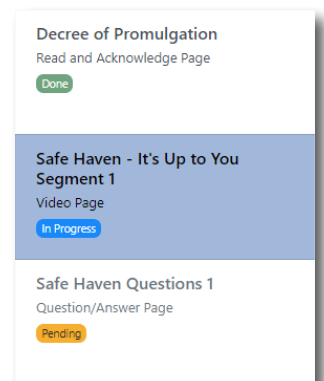 Decree of Promulgation
Read and Acknowledge Page
Done
Safe Haven - It's Up to You
Segment 1
Video Page
In Progress
Safe Haven Questions 1
Question/Answer Page
Pending